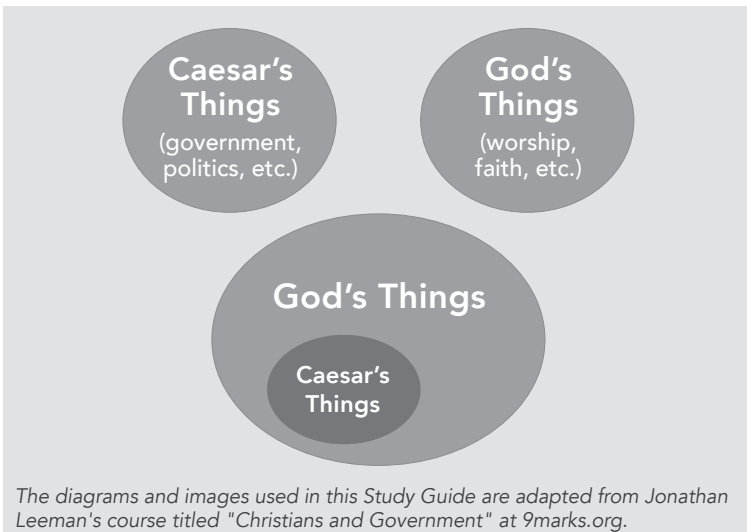 Caesar's
Things
(government,
politics, etc.)
God's
Things
(worship,
faith, etc.)
God's Things
Caesar's
Things
The diagrams and images used in this Study Guide are adapted from Jonathan
Leeman's course titled "Christians and Government" at 9marks.org.